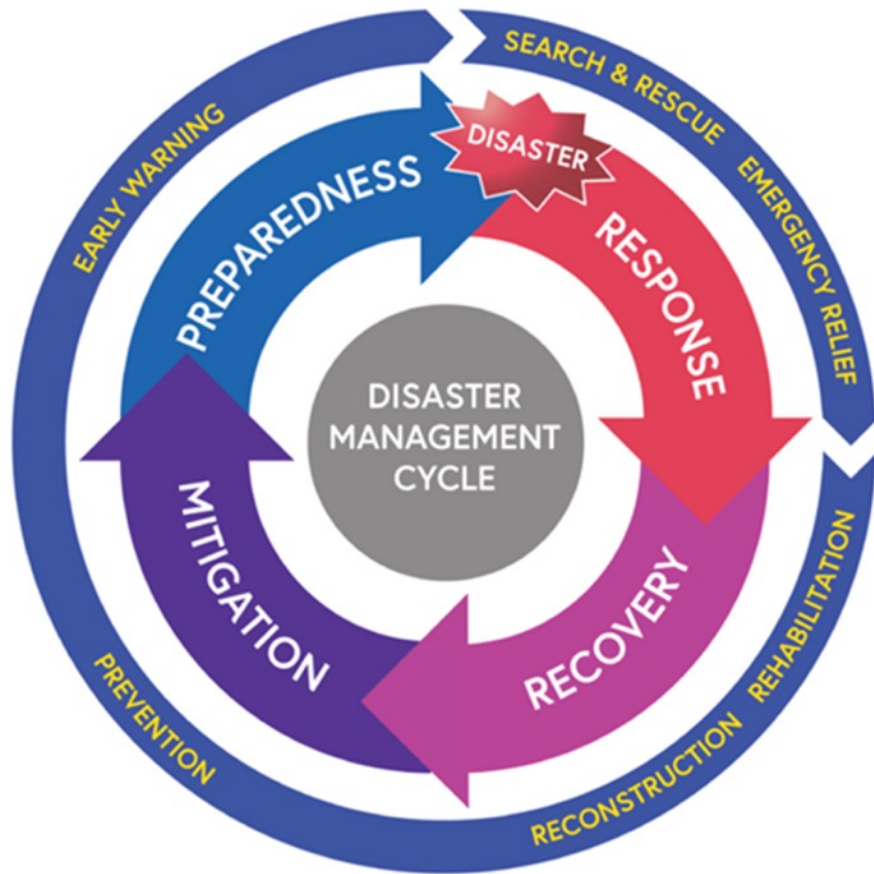 DISASTER
MANAGEMENT
CYCLE
PREPAREDNESS
DISASTER
RESPONSE
RECOVERY
MITIGATION
EARLY WARNING
SEARCH & RESCUE
EMERGENCY RELIEF
REHABILITATION
RECONSTRUCTION
PREVENTION